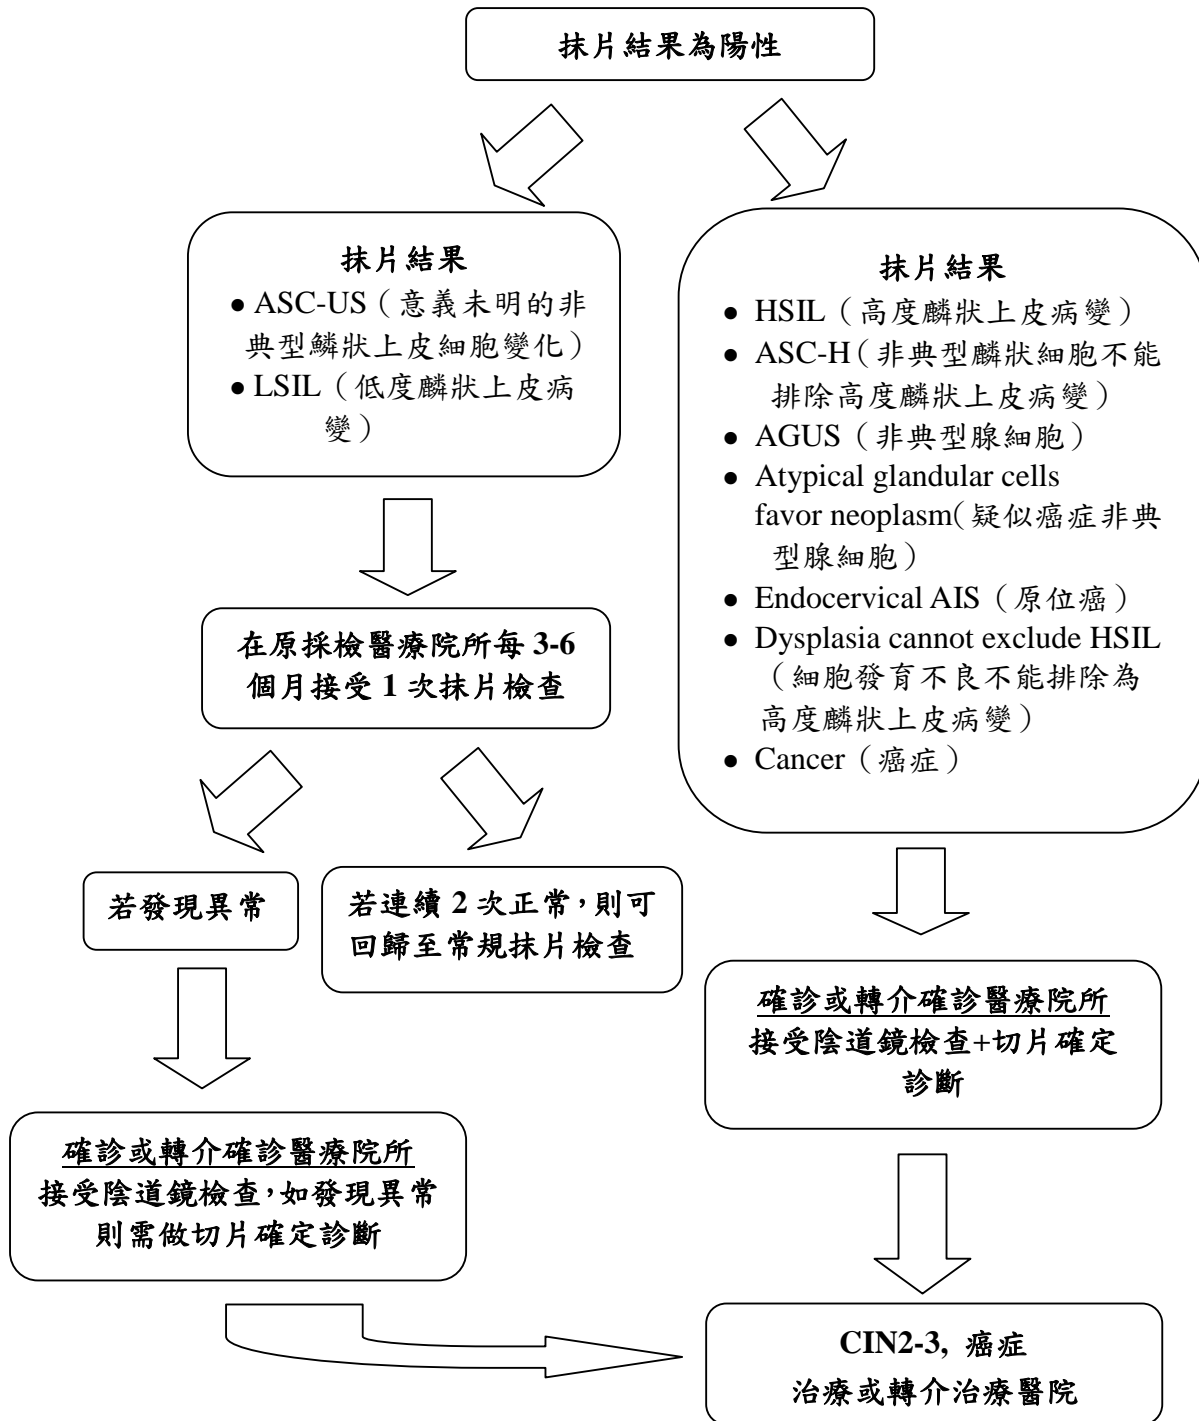 抹片結果為陽性
抹片結果
● ASC-US（意義未明的非
典型鱗狀上皮細胞變化）
● LSIL（低度麟狀上皮病
變）
在原採檢醫療院所每 3-6
個月接受 1 次抹片檢查
若發現異常
若連續 2 次正常，則可
回歸至常規抹片檢查
確診或轉介確診醫療院所
接受陰道鏡檢查，如發現異常
則需做切片確定診斷
抹片結果
● HSIL（高度麟狀上皮病變）
● ASC-H（非典型麟狀細胞不能
排除高度麟狀上皮病變）
● AGUS（非典型腺細胞）
● Atypical glandular cells
favor neoplasm（疑似癌症非典
型腺細胞）
● Endocervical AIS（原位癌）
● Dysplasia cannot exclude HSIL
（細胞發育不良不能排除為
高度麟狀上皮病變）
● Cancer（癌症）
確診或轉介確診醫療院所
接受陰道鏡檢查+切片確定
診斷
CIN2-3, 癌症
治療或轉介治療醫院